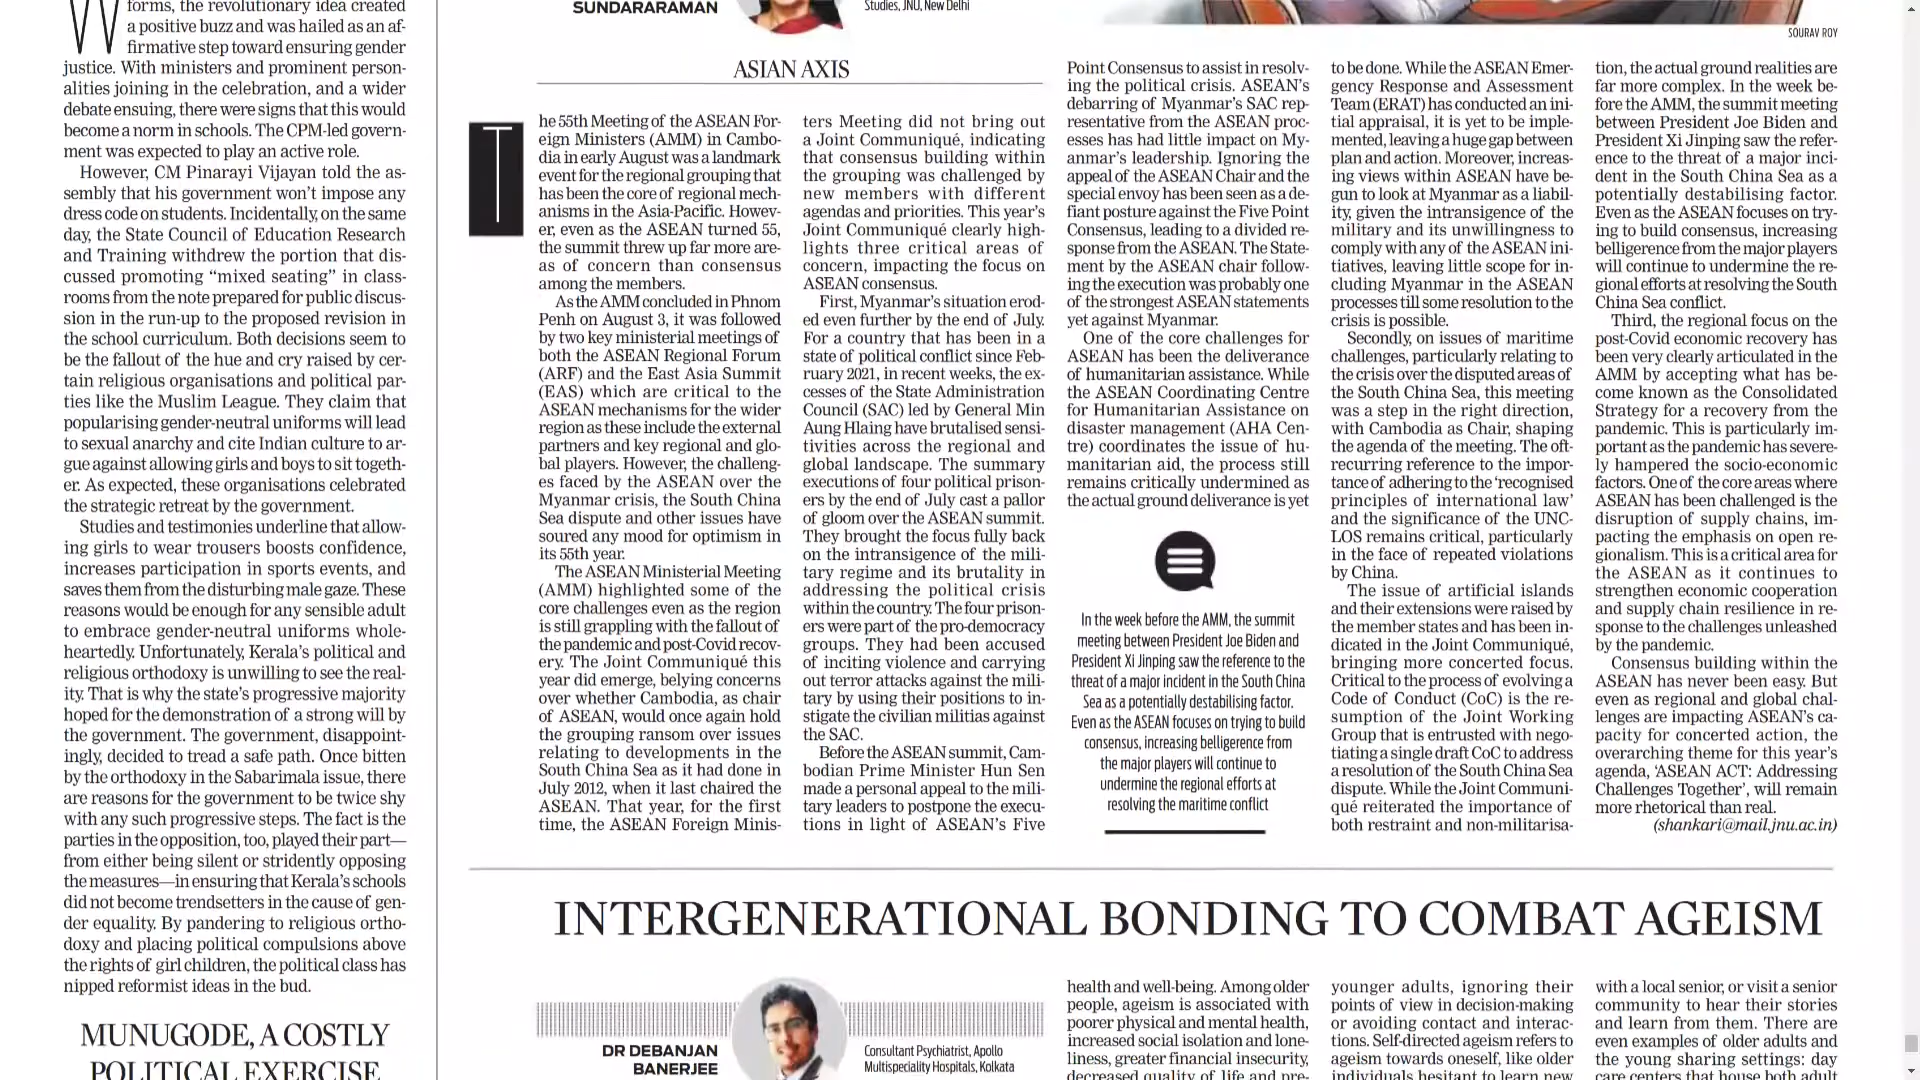 forms, the revolutionary idea created
W a positive buzz and was hailed as an af-
firmative step toward ensuring gender
justice. With ministers and prominent person-
alities joining in the celebration, and a wider
debate ensuing, there were signs that this would
become a norm in schools. The CPM-led govern-
ment was expected to play an active role.
However, CM Pinarayi Vijayan told the as-
sembly that his government won't impose any
dress code on students. Incidentally, on the same
day, the State Council of Education Research
and Training withdrew the portion that dis-
cussed promoting “mixed seating” in class-
rooms from the note prepared for public discus-
sion in the run-up to the proposed revision in
the school curriculum. Both decisions seem to
be the fallout of the hue and cry raised by cer-
tain religious organisations and political par-
ties like the Muslim League. They claim that
popularising gender-neutral uniforms will lead
to sexual anarchy and cite Indian culture to ar-
gue against allowing girls and boys to sit togeth-
er. As expected, these organisations celebrated
the strategic retreat by the government.
Studies and testimonies underline that allow-
ing girls to wear trousers boosts confidence,
increases participation in sports events, and
saves them from the disturbing male gaze. These
reasons would be enough for any sensible adult
to embrace gender-neutral uniforms whole-
heartedly. Unfortunately, Kerala's political and
religious orthodoxy is unwilling to see the real-
ity. That is why the state's progressive majority
hoped for the demonstration of a strong will by
the government. The government, disappoint-
ingly, decided to tread a safe path. Once bitten
by the orthodoxy in the Sabarimala issue, there
are reasons for the government to be twice shy
with any such progressive steps. The fact is the
parties in the opposition, too, played their part—
from either being silent or stridently opposing
the measures—in ensuring that Kerala's schools
did not become trendsetters in the cause of gen-
der equality. By pandering to religious ortho-
doxy and placing political compulsions above
the rights of girl children, the political class has
nipped reformist ideas in the bud.
MUNUGODE, A COSTLY
POLITICAL EXERCISE
SUNDARARAMAN
Studies, JNU, New Delhi
SOURAV ROY
ASIAN AXIS
The 55th Meeting of the ASEAN For-
eign Ministers (AMM) in Cambo-
dia in early August was a landmark
event for the regional grouping that
has been the core of regional mech-
anisms in the Asia-Pacific. Howev-
er, even as the ASEAN turned 55,
the summit threw up far more are-
as of concern than consensus
among the members.
As the AMM concluded in Phnom
Penh on August 3, it was followed
by two key ministerial meetings of
both the ASEAN Regional Forum
(ARF) and the East Asia Summit
(EAS) which are critical to the
ASEAN mechanisms for the wider
region as these include the external
partners and key regional and glo-
bal players. However, the challeng-
es faced by the ASEAN over the
Myanmar crisis, the South China
Sea dispute and other issues have
soured any mood for optimism in
its 55th year.
The ASEAN Ministerial Meeting
(AMM) highlighted some of the
core challenges even as the region
is still grappling with the fallout of
the pandemic and post-Covid recov-
ery. The Joint Communiqué this
year did emerge, belying concerns
over whether Cambodia, as chair
of ASEAN, would once again hold
the grouping ransom over issues
relating to developments in the
South China Sea as it had done in
July 2012, when it last chaired the
ASEAN. That year, for the first
time, the ASEAN Foreign Minis-
ters Meeting did not bring out
a Joint Communiqué, indicating
that consensus building within
the grouping was challenged by
new members with different
agendas and priorities. This year's
Joint Communiqué clearly high-
lights three critical areas of
concern, impacting the focus on
ASEAN consensus.
First, Myanmar's situation erod-
ed even further by the end of July.
For a country that has been in a
state of political conflict since Feb-
ruary 2021, in recent weeks, the ex-
cesses of the State Administration
Council (SAC) led by General Min
Aung Hlaing have brutalised sensi-
tivities across the regional and
global landscape. The summary
executions of four political prison-
ers by the end of July cast a pallor
of gloom over the ASEAN summit.
They brought the focus fully back
on the intransigence of the mili-
tary regime and its brutality in
addressing the political crisis
within the country. The four prison-
ers were part of the pro-democracy
groups. They had been accused
of inciting violence and carrying
out terror attacks against the mili-
tary by using their positions to in-
stigate the civilian militias against
the SAC.
Before the ASEAN summit, Cam-
bodian Prime Minister Hun Sen
made a personal appeal to the mili-
tary leaders to postpone the execu-
tions in light of ASEAN's Five
Point Consensus to assist in resolv-
ing the political crisis. ASEAN's
debarring of Myanmar's SAC rep-
resentative from the ASEAN proc-
esses has had little impact on My-
anmar's leadership. Ignoring the
appeal of the ASEAN Chair and the
special envoy has been seen as a de-
fiant posture against the Five Point
Consensus, leading to a divided re-
sponse from the ASEAN. The State-
ment by the ASEAN chair follow-
ing the execution was probably one
of the strongest ASEAN statements
yet against Myanmar.
One of the core challenges for
ASEAN has been the deliverance
of humanitarian assistance. While
the ASEAN Coordinating Centre
for Humanitarian Assistance on
disaster management (AHA Cen-
tre) coordinates the issue of hu-
manitarian aid, the process still
remains critically undermined as
the actual ground deliverance is yet
In the week before the AMM, the summit
meeting between President Joe Biden and
President Xi Jinping saw the reference to the
threat of a major incident in the South China
Sea as a potentially destabilising factor.
Even as the ASEAN focuses on trying to build
consensus, increasing belligerence from
the major players will continue to
undermine the regional efforts at
resolving the maritime conflict
to be done. While the ASEAN Emer-
gency Response and Assessment
Team (ERAT) has conducted an ini-
tial appraisal, it is yet to be imple-
mented, leaving a huge gap between
plan and action. Moreover, increas-
ing views within ASEAN have be-
gun to look at Myanmar as a liabil-
ity, given the intransigence of the
military and its unwillingness to
comply with any of the ASEAN ini-
tiatives, leaving little scope for in-
cluding Myanmar in the ASEAN
processes till some resolution to the
crisis is possible.
Secondly, on issues of maritime
challenges, particularly relating to
the crisis over the disputed areas of
the South China Sea, this meeting
was a step in the right direction,
with Cambodia as Chair, shaping
the agenda of the meeting. The oft-
recurring reference to the impor-
tance of adhering to the ‘recognised
principles of international law’
and the significance of the UNC-
LOS remains critical, particularly
in the face of repeated violations
by China.
The issue of artificial islands
and their extensions were raised by
the member states and has been in-
dicated in the Joint Communiqué,
bringing more concerted focus.
Critical to the process of evolving a
Code of Conduct (CoC) is the re-
sumption of the Joint Working
Group that is entrusted with nego-
tiating a single draft CoC to address
a resolution of the South China Sea
dispute. While the Joint Communi-
qué reiterated the importance of
both restraint and non-militarisa-
tion, the actual ground realities are
far more complex. In the week be-
fore the AMM, the summit meeting
between President Joe Biden and
President Xi Jinping saw the refer-
ence to the threat of a major inci-
dent in the South China Sea as a
potentially destabilising factor.
Even as the ASEAN focuses on try-
ing to build consensus, increasing
belligerence from the major players
will continue to undermine the re-
gional efforts at resolving the South
China Sea conflict.
Third, the regional focus on the
post-Covid economic recovery has
been very clearly articulated in the
AMM by accepting what has be-
come known as the Consolidated
Strategy for a recovery from the
pandemic. This is particularly im-
portant as the pandemic has severe-
ly hampered the socio-economic
factors. One of the core areas where
ASEAN has been challenged is the
disruption of supply chains, im-
pacting the emphasis on open re-
gionalism. This is a critical area for
the ASEAN as it continues to
strengthen economic cooperation
and supply chain resilience in re-
sponse to the challenges unleashed
by the pandemic.
Consensus building within the
ASEAN has never been easy. But
even as regional and global chal-
lenges are impacting ASEAN's ca-
pacity for concerted action, the
overarching theme for this year's
agenda, ‘ASEAN ACT: Addressing
Challenges Together’, will remain
more rhetorical than real.
(shankari@mail.jnu.ac.in)
INTERGENERATIONAL BONDING TO COMBAT AGEISM
DR DEBANJAN
BANERJEE
Consultant Psychiatrist, Apollo
Multispeciality Hospitals, Kolkata
health and well-being. Among older
people, ageism is associated with
poorer physical and mental health,
increased social isolation and lone-
liness, greater financial insecurity,
decreased quality of life and pre-
younger adults, ignoring their
points of view in decision-making
or avoiding contact and interac-
tions. Self-directed ageism refers to
ageism towards oneself, like older
individuals hesitant to learn new
with a local senior, or visit a senior
community to hear their stories
and learn from them. There are
even examples of older adults and
the young sharing settings: day
care centers that house both adult